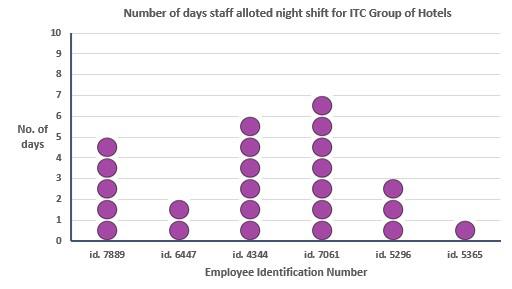 Number of days staff alloted night shift for ITC Group of Hotels
10
9
8
7
6
5
4
3
2
1
0
No. of
days
id. 7889 id. 6447 id. 4344 id. 7061 id. 5296 id. 5365
Employee Identification Number